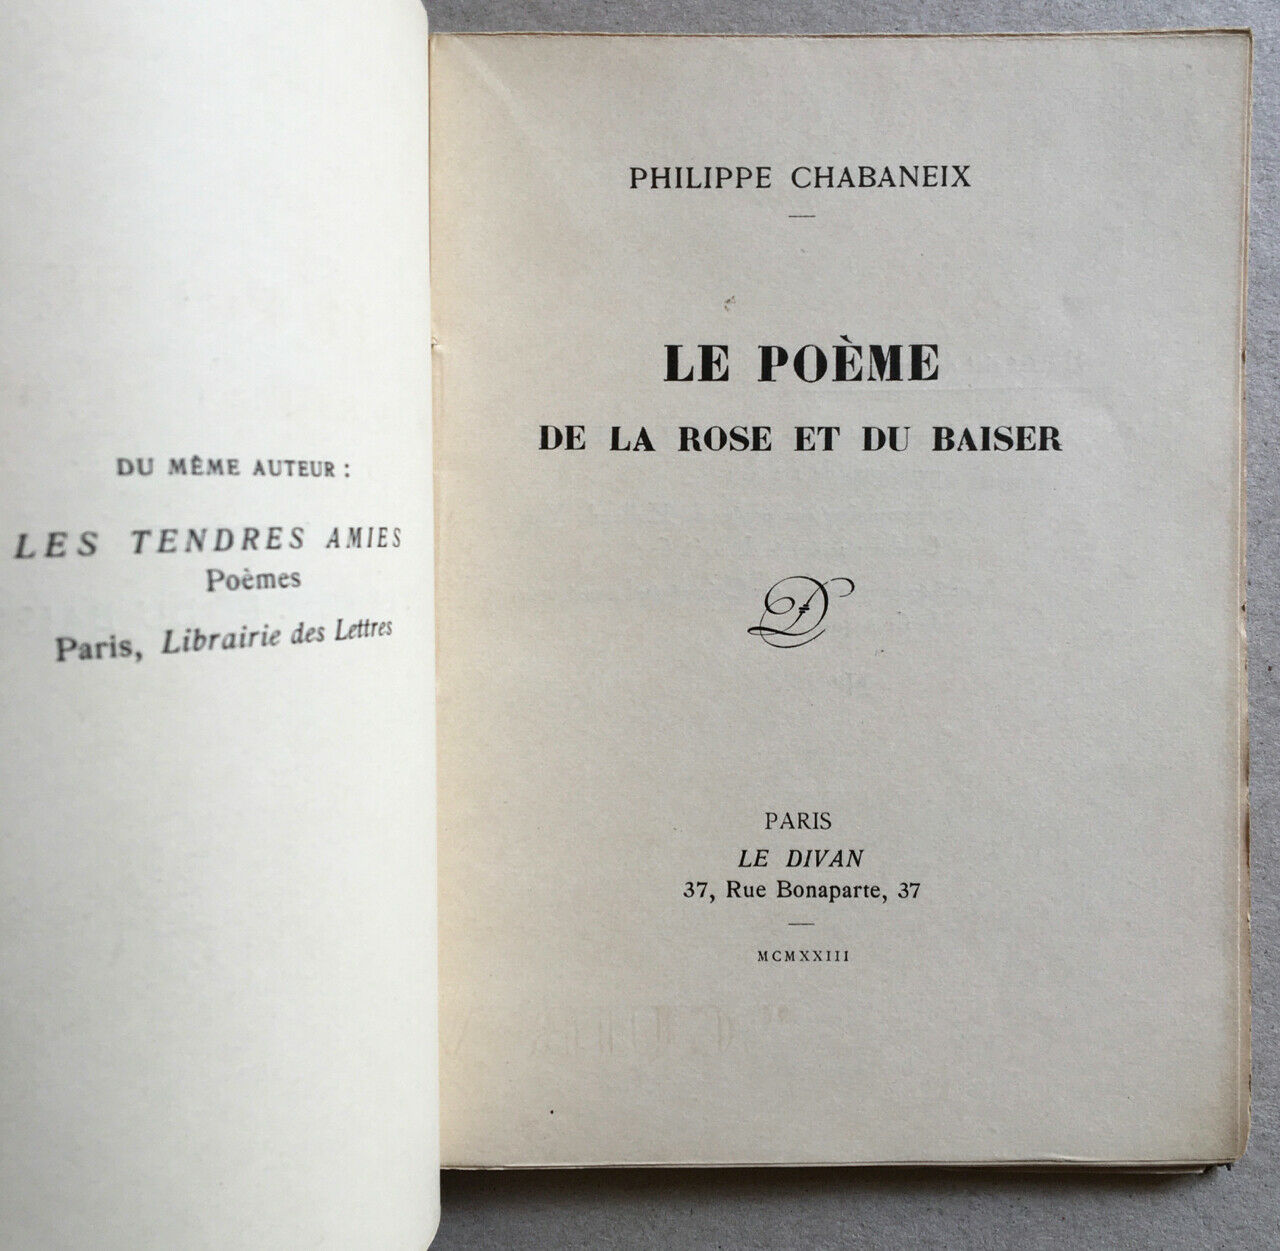 DU MÊME AUTEUR :
LES TENDRES AMIES
Poèmes
Paris, Librairie des Lettres
PHILIPPE CHABANEIX
LE POÈME
DE LA ROSE ET DU BAISER
D
PARIS
LE DIVAN
37, Rue Bonaparte, 37
MCMXXIII